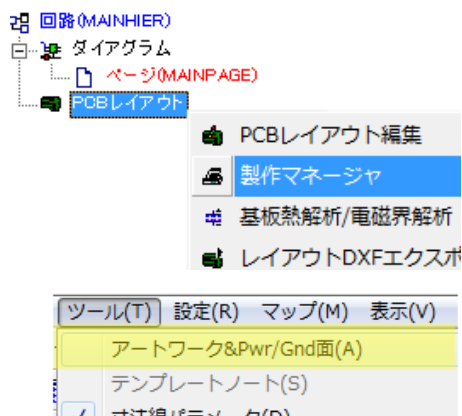 回路(MAINHIER)
ダイアグラム
ページ(MAINPAGE)
PCBレイアウト
PCBレイアウト編集
製作マネージャ
基板熱解析/電磁界解析
レイアウトDXFエクスポ
ツール(T) 設定(R) マップ(M) 表示(V)
アートワーク&Pwr/Gnd面(A)
テンプレートノート(S)